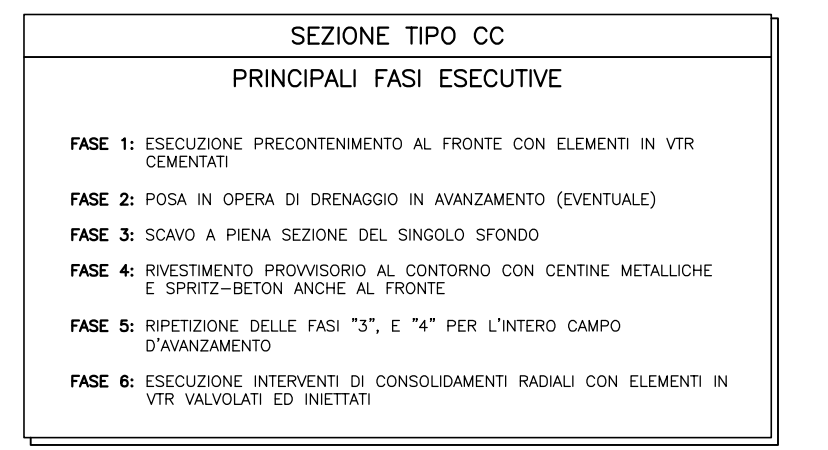 SEZIONE TIPO CC
PRINCIPALI FASI ESECUTIVE
FASE 1: ESECUZIONE PRECONTENIMENTO AL FRONTE CON ELEMENTI IN VTR
CEMENTATI
FASE 2: POSA IN OPERA DI DRENAGGIO IN AVANZAMENTO (EVENTUALE)
FASE 3: SCAVO A PIENA SEZIONE DEL SINGOLO SFONDO
FASE 4: RIVESTIMENTO PROVVISORIO AL CONTORNO CON CENTINE METALLICHE
E SPRITZ-BETON ANCHE AL FRONTE
FASE 5: RIPETIZIONE DELLE FASI "3", E "4" PER L'INTERO CAMPO
D'AVANZAMENTO
FASE 6: ESECUZIONE INTERVENTI DI CONSOLIDAMENTI RADIALI CON ELEMENTI IN
VTR VALVOLATI ED INIETTATI